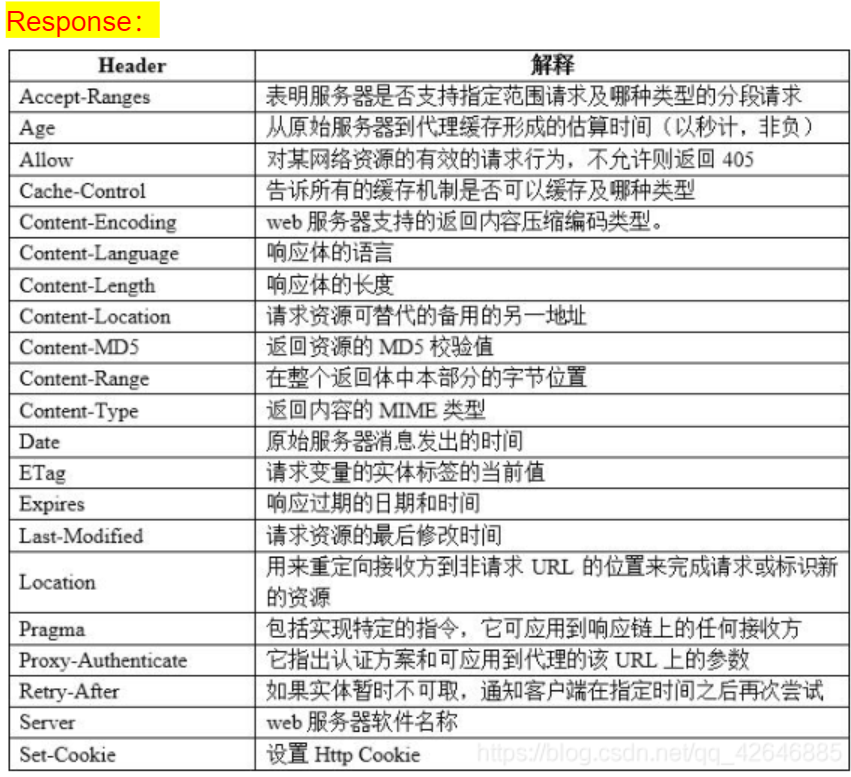 Response：
Header 解释
Accept-Ranges 表明服务器是否支持指定范围请求及哪种类型的分段请求
Age 从原始服务器到代理缓存形成的估算时间（以秒计，非负）
Allow 对某网络资源的有效的请求行为，不允许则返回 405
Cache-Control 告诉所有的缓存机制是否可以缓存及哪种类型
Content-Encoding web 服务器支持的返回内容压缩编码类型。
Content-Language 响应体的语言
Content-Length 响应体的长度
Content-Location 请求资源可替代的备用的另一地址
Content-MD5 返回资源的 MD5 校验值
Content-Range 在整个返回体中本部分的字节位置
Content-Type 返回内容的 MIME 类型
Date 原始服务器消息发出的时间
ETag 请求变量的实体标签的当前值
Expires 响应过期的日期和时间
Last-Modified 请求资源的最后修改时间
Location 用来重定向接收方到非请求 URL 的位置来完成请求或标识新
的资源
Pragma 包括实现特定的指令，它可应用到响应链上的任何接收方
Proxy-Authenticate 它指出认证方案和可应用到代理的该 URL 上的参数
Retry-After 如果实体暂时不可取，通知客户端在指定时间之后再次尝试
Server web 服务器软件名称
Set-Cookie 设置 Http Cookie
https://blog.csdn.net/qq_42646885